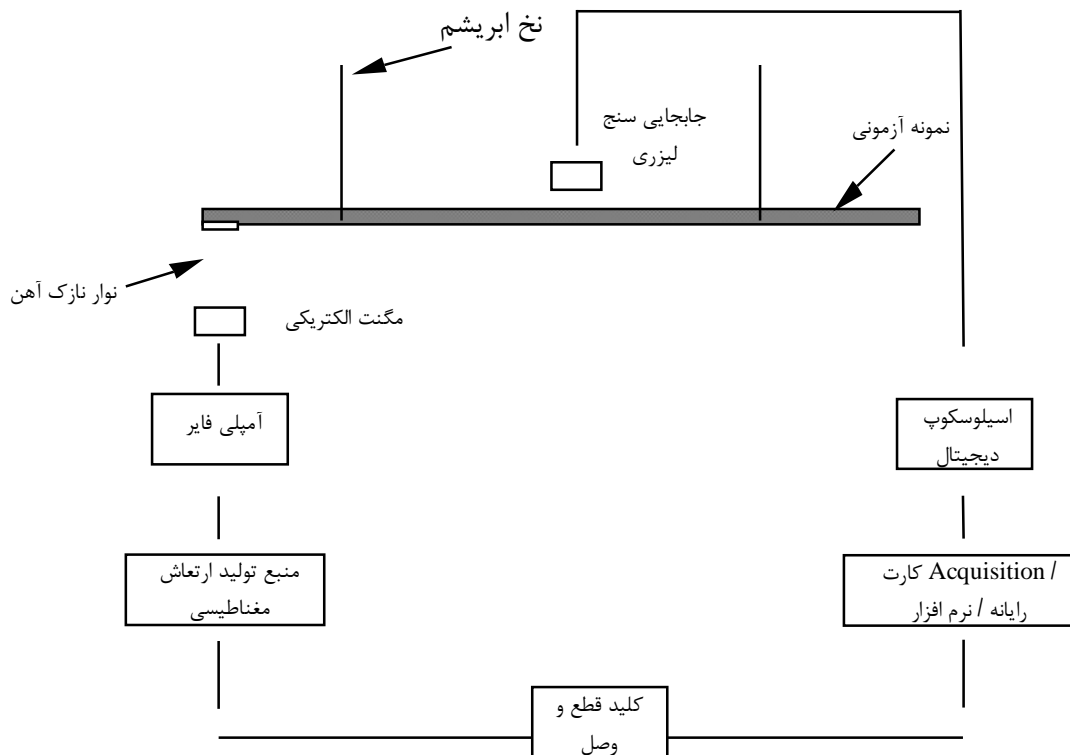 نخ ابریشم
جابجایی سنج
لیزری
نمونه آزمونی
نوار نازک آهن
مگنت الکتریکی
آمپلی فایر
اسیلوسکوپ
دیجیتال
منبع تولید ارتعاش
مغناطیسی
کارت Acquisition /
رایانه / نرم افزار
کلید قطع و
وصل